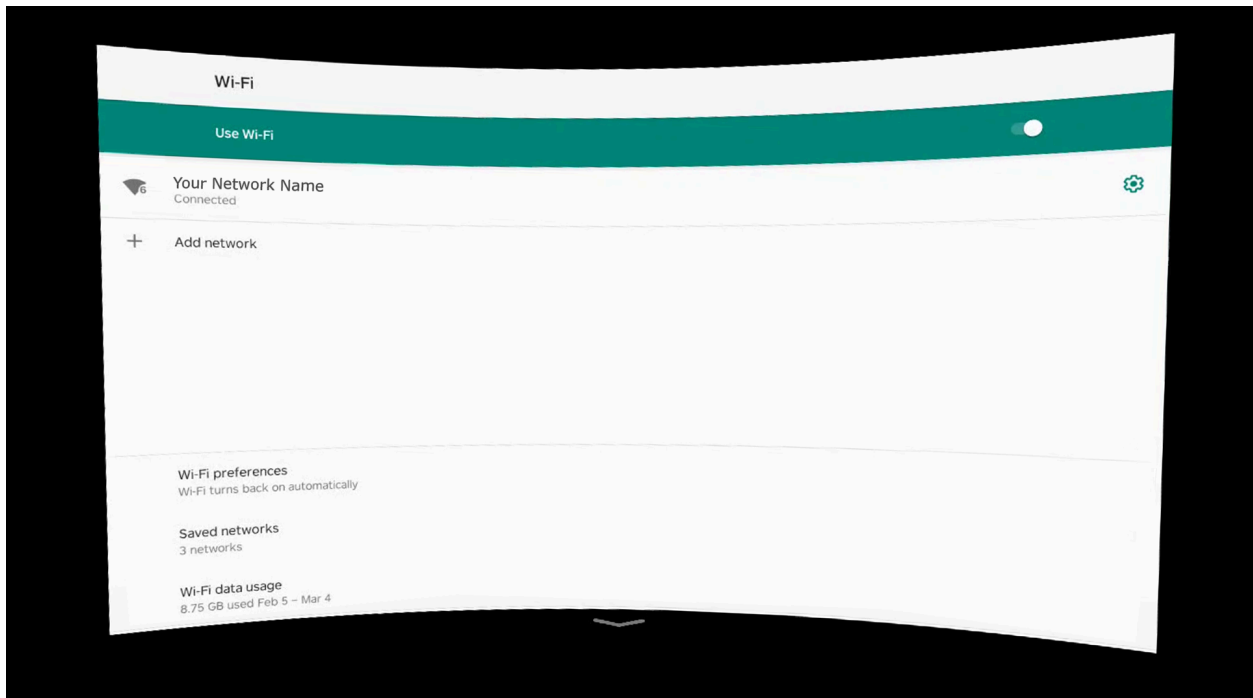 Wi-Fi
Use Wi-Fi
6
Your Network Name
Connected
Add network
Wi-Fi preferences
Wi-Fi turns back on automatically
Saved networks
3 networks
Wi-Fi data usage
8.75 GB used Feb 5 – Mar 4